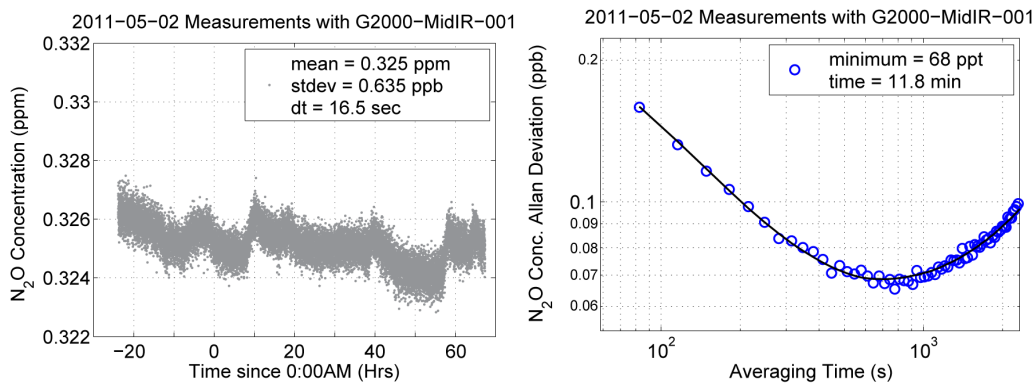 2011−05−02 Measurements with G2000−MidIR−001
0.332
0.33
0.328
0.326
0.324
0.322
N2O Concentration (ppm)
mean = 0.325 ppm
stdev = 0.635 ppb
dt = 16.5 sec
−20 0 20 40 60
Time since 0:00AM (Hrs)
2011−05−02 Measurements with G2000−MidIR−001
0.2
0.1
0.09
0.08
0.07
0.06
N2O Conc. Allan Deviation (ppb)
minimum = 68 ppt
time = 11.8 min
10^2 10^3
Averaging Time (s)